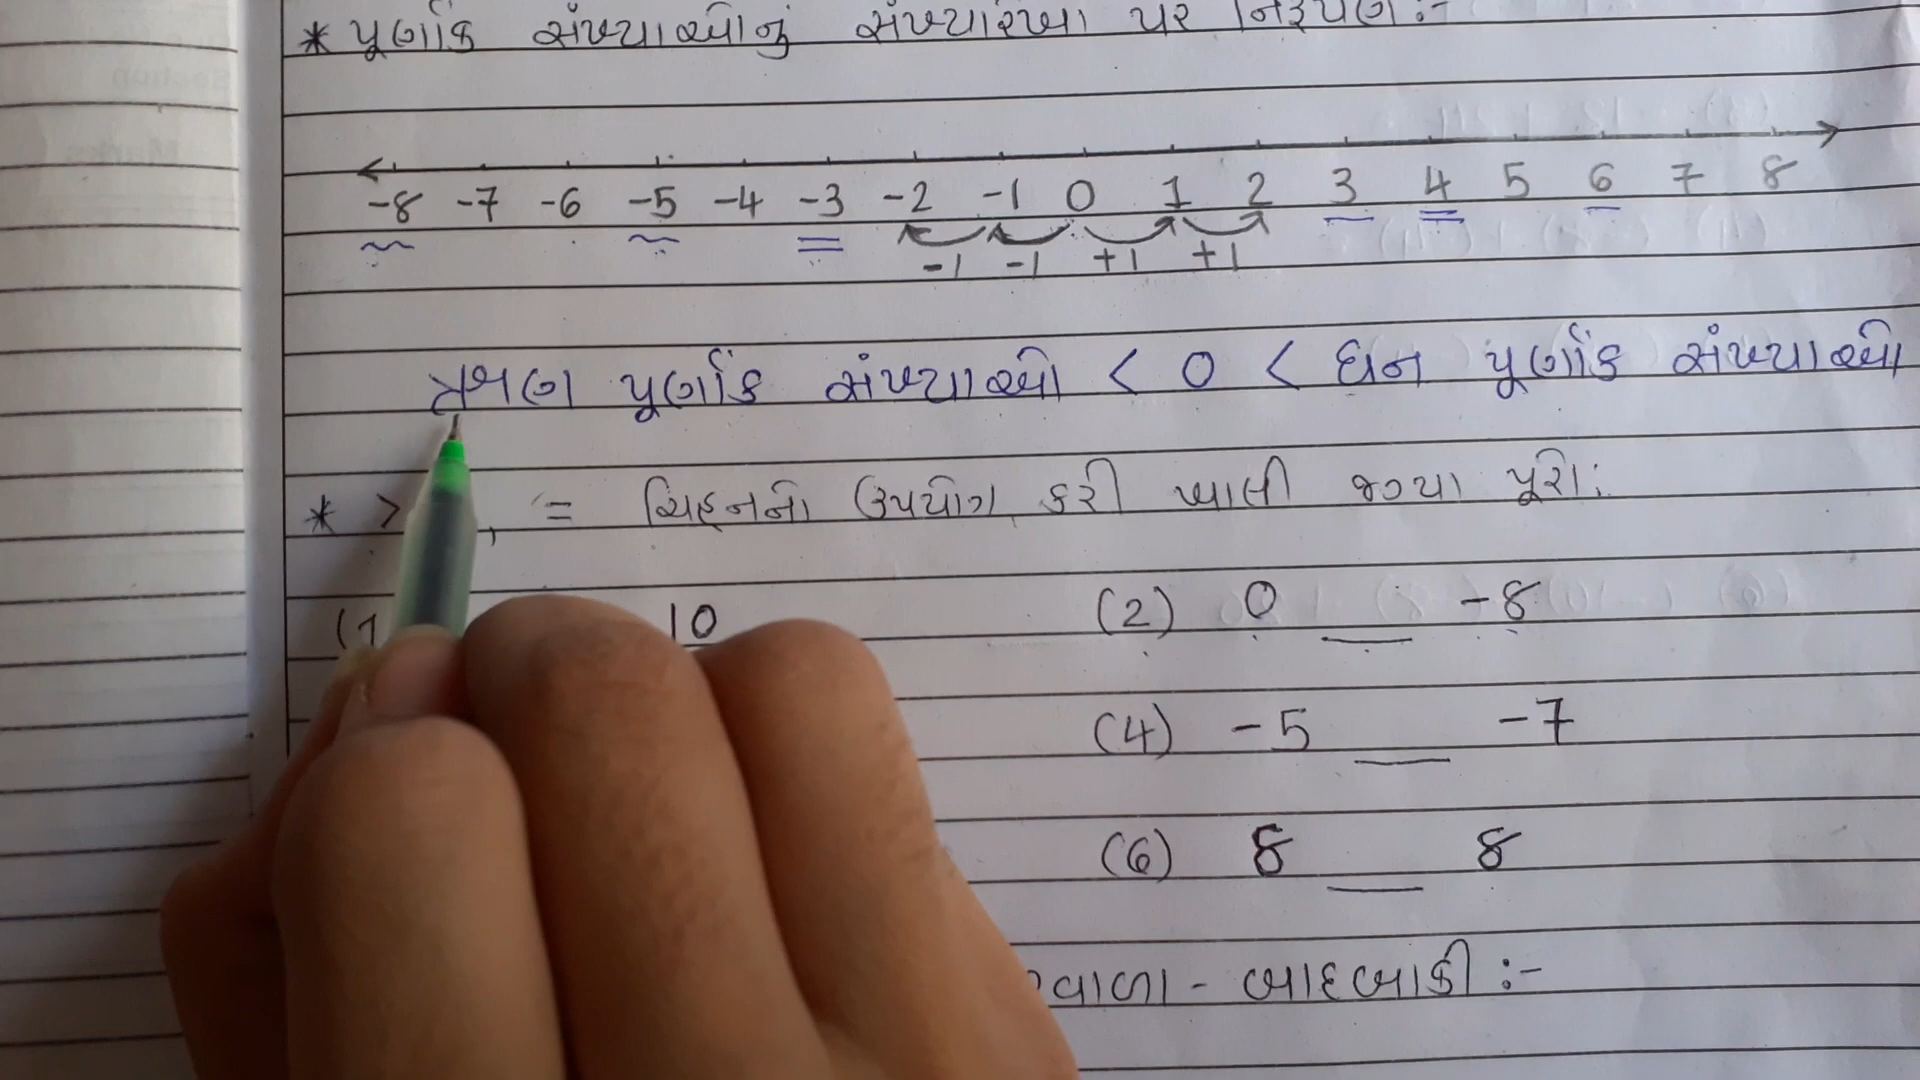 * પૂર્ણાંક સંખ્યાઓનું સંખ્યારેખા પર નિરૂપણ :-
-8 -7 -6 -5 -4 -3 -2 -1 0 1 2 3 4 5 6 7 8
-1 -1 +1 +1
ઋણ પૂર્ણાંક સંખ્યાઓ < 0 < ધન પૂર્ણાંક સંખ્યાઓ
* > , = ચિહનનો ઉપયોગ કરી ખાલી જગ્યા પૂરો:
(1 10 (2) 0 ___ -8
(4) -5 ___ -7
(6) 8 ___ 8
- બાદબાકી :-